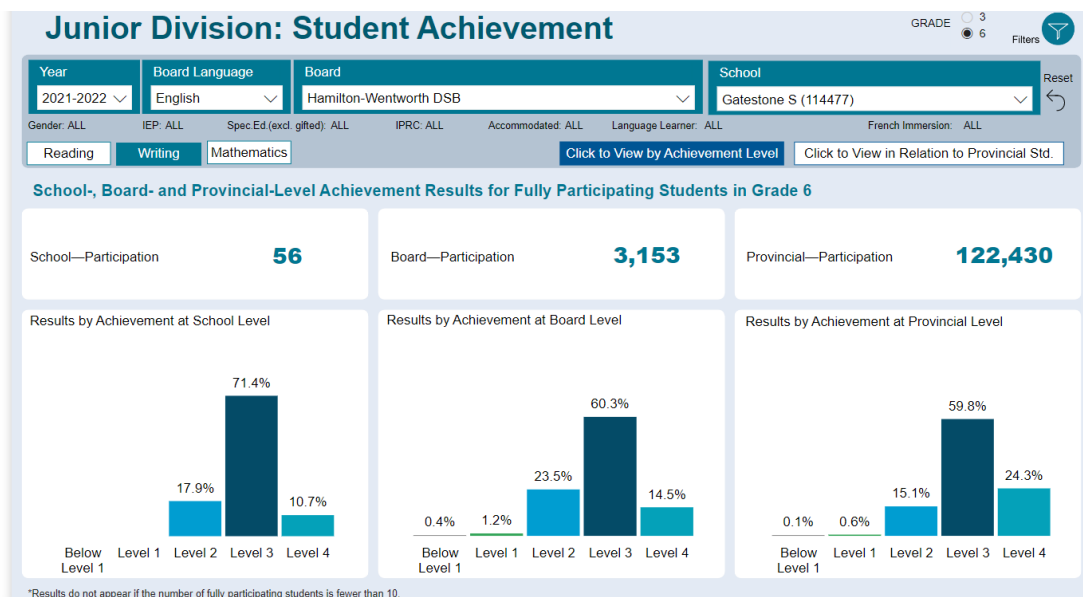 Junior Division: Student Achievement
GRADE
3
6
Filters
Year
Board Language
Board
School
Reset
2021-2022
English
Hamilton-Wentworth DSB
Gatestone S (114477)
Gender: ALL IEP: ALL Spec.Ed.(excl. gifted): ALL IPRC: ALL Accommodated: ALL Language Learner: ALL French Immersion: ALL
Reading
Writing
Mathematics
Click to View by Achievement Level
Click to View in Relation to Provincial Std.
School-, Board- and Provincial-Level Achievement Results for Fully Participating Students in Grade 6
School—Participation 56
Board—Participation 3,153
Provincial—Participation 122,430
Results by Achievement at School Level
71.4%
17.9%
10.7%
Below Level 1 Level 2 Level 3 Level 4
Level 1
Results by Achievement at Board Level
60.3%
23.5%
14.5%
0.4% 1.2%
Below Level 1 Level 2 Level 3 Level 4
Level 1
Results by Achievement at Provincial Level
59.8%
24.3%
15.1%
0.1% 0.6%
Below Level 1 Level 2 Level 3 Level 4
Level 1
*Results do not appear if the number of fully participating students is fewer than 10.